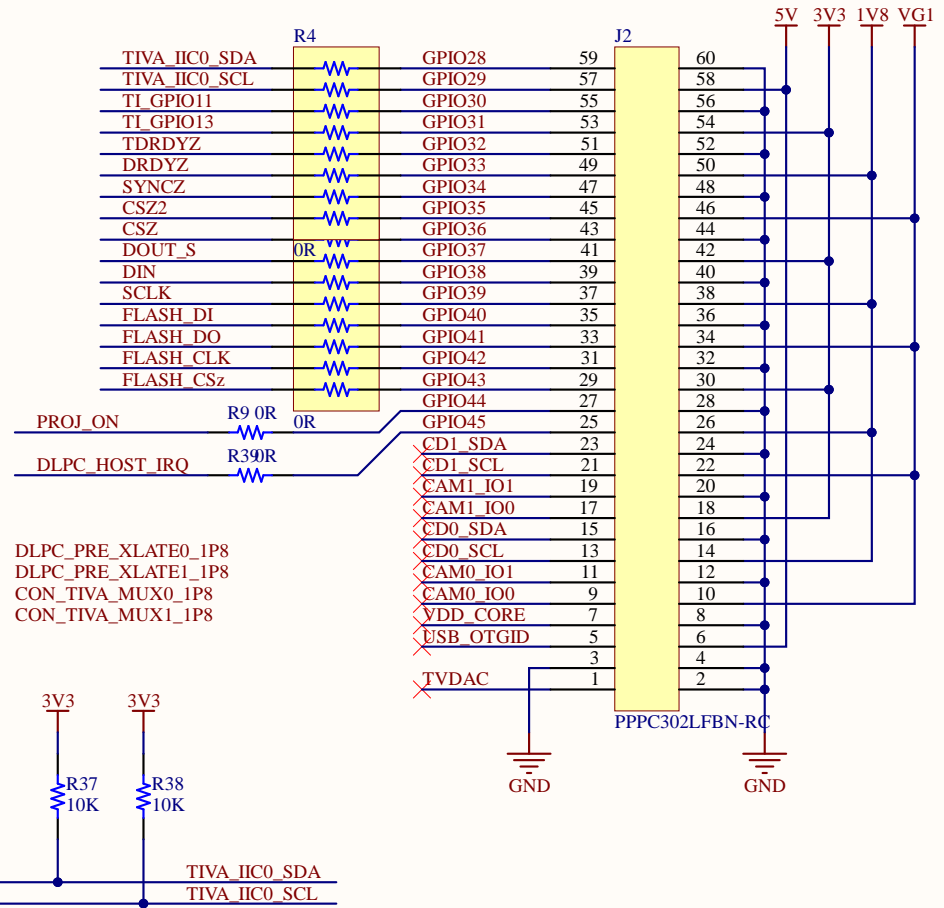 5V 3V3 1V8 VG1
R4 J2
TIVA_IIC0_SDA GPIO28 59 60
TIVA_IIC0_SCL GPIO29 57 58
TI_GPIO11 GPIO30 55 56
TI_GPIO13 GPIO31 53 54
TDRDYZ GPIO32 51 52
DRDYZ GPIO33 49 50
SYNCZ GPIO34 47 48
CSZ2 GPIO35 45 46
CSZ GPIO36 43 44
DOUT_S 0R GPIO37 41 42
DIN GPIO38 39 40
SCLK GPIO39 37 38
FLASH_DI GPIO40 35 36
FLASH_DO GPIO41 33 34
FLASH_CLK GPIO42 31 32
FLASH_CSz GPIO43 29 30
GPIO44 27 28
PROJ_ON R9 0R 0R GPIO45 25 26
CD1_SDA 23 24
DLPC_HOST_IRQ R39 0R CD1_SCL 21 22
CAM1_IO1 19 20
CAM1_IO0 17 18
CD0_SDA 15 16
DLPC_PRE_XLATE0_1P8 CD0_SCL 13 14
DLPC_PRE_XLATE1_1P8 CAM0_IO1 11 12
CON_TIVA_MUX0_1P8 CAM0_IO0 9 10
CON_TIVA_MUX1_1P8 VDD_CORE 7 8
USB_OTGID 5 6
3 4
TVDAC 1 2
3V3 3V3
PPPC302LFBN-RC
GND GND
R37 R38
10K 10K
TIVA_IIC0_SDA
TIVA_IIC0_SCL